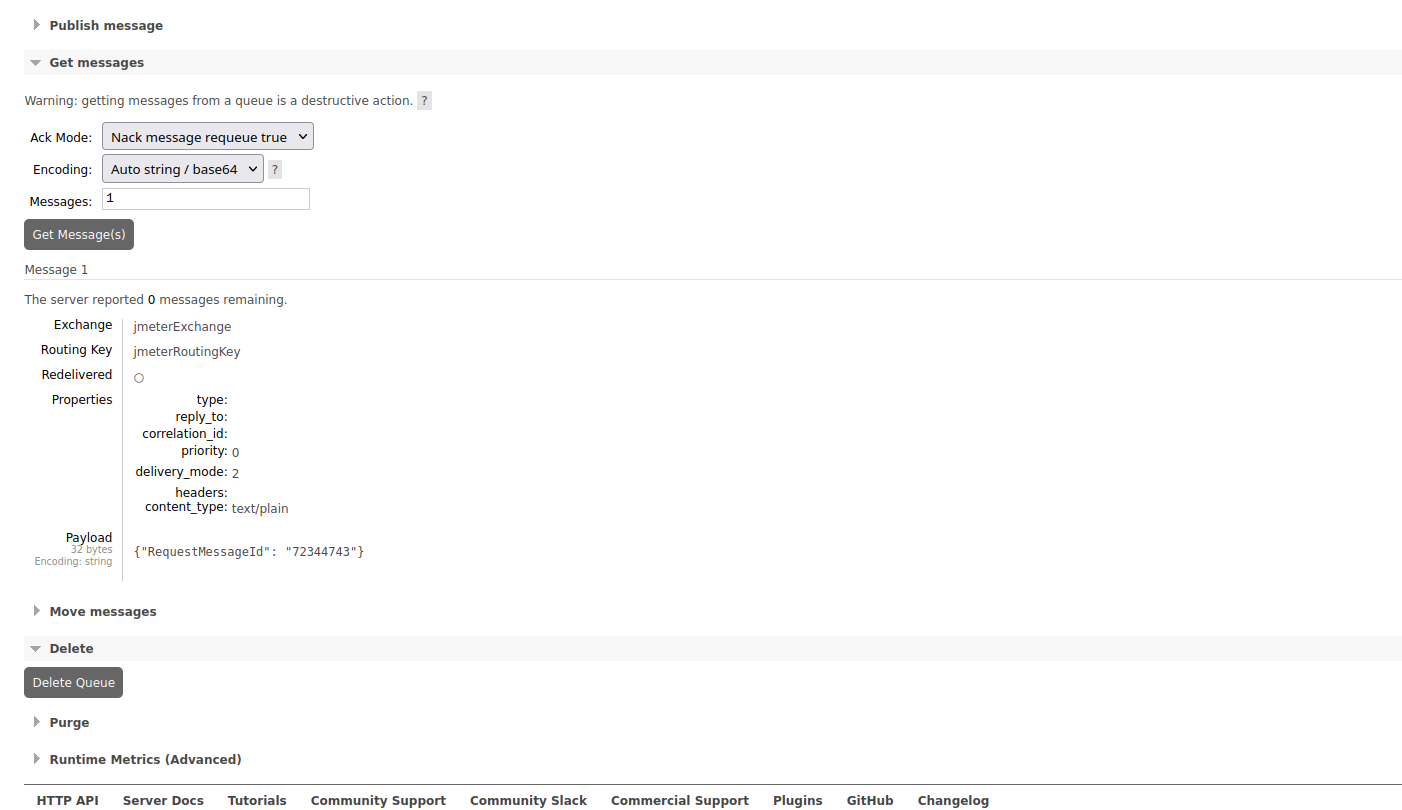 Publish message
Get messages
Warning: getting messages from a queue is a destructive action. ?
Ack Mode: Nack message requeue true
Encoding: Auto string / base64 ?
Messages: 1
Get Message(s)
Message 1
The server reported 0 messages remaining.
Exchange jmeterExchange
Routing Key jmeterRoutingKey
Redelivered ○
Properties type:
reply_to:
correlation_id:
priority: 0
delivery_mode: 2
headers:
content_type: text/plain
Payload
32 bytes
Encoding: string
{"RequestMessageId": "72344743"}
Move messages
Delete
Delete Queue
Purge
Runtime Metrics (Advanced)
HTTP API Server Docs Tutorials Community Support Community Slack Commercial Support Plugins GitHub Changelog